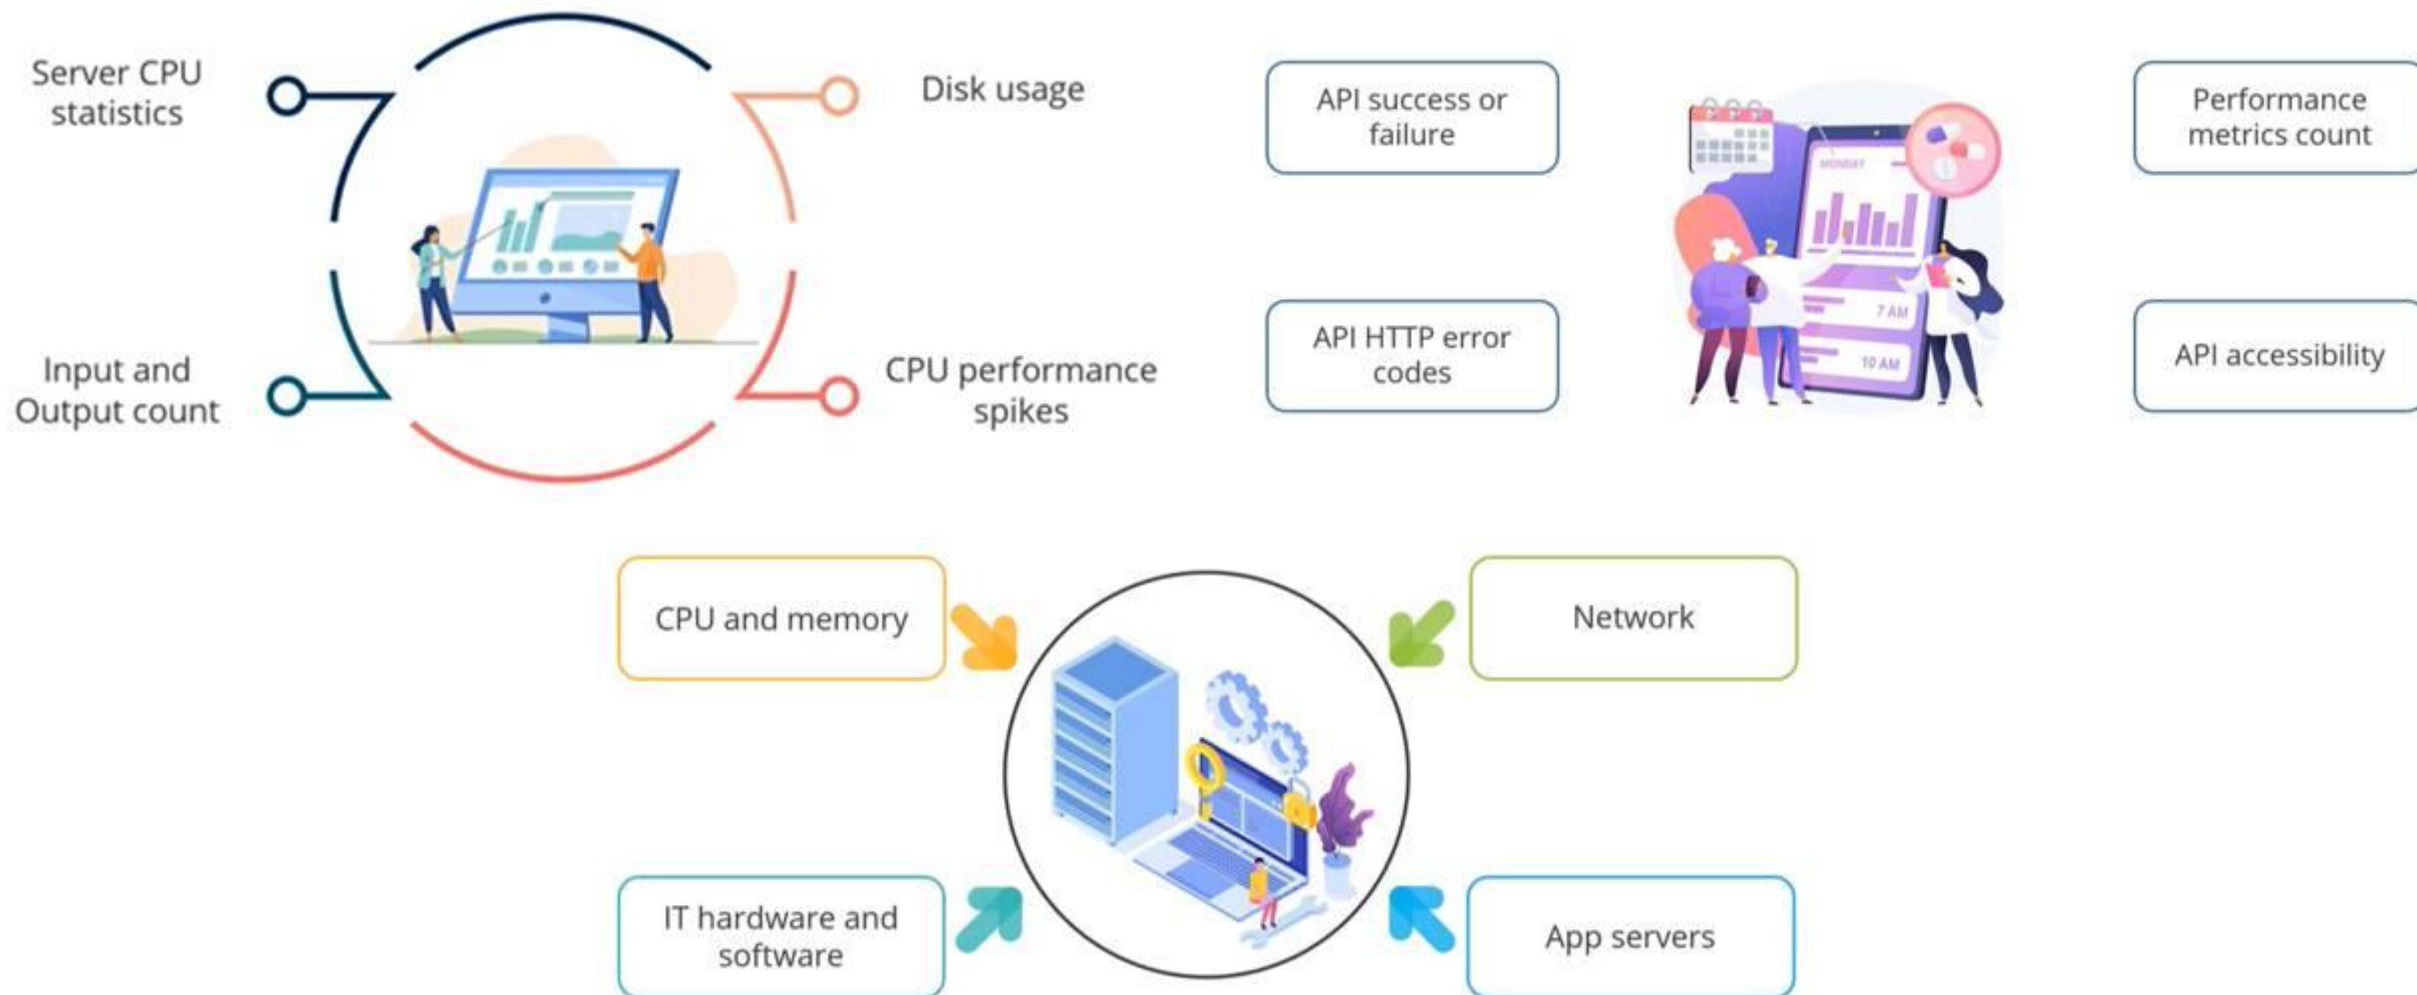 Server CPU
statistics
Disk usage
Input and
Output count
CPU performance
spikes
API success or
failure
Performance
metrics count
MONDAY
7 AM
10 AM
API HTTP error
codes
API accessibility
CPU and memory
Network
IT hardware and
software
App servers